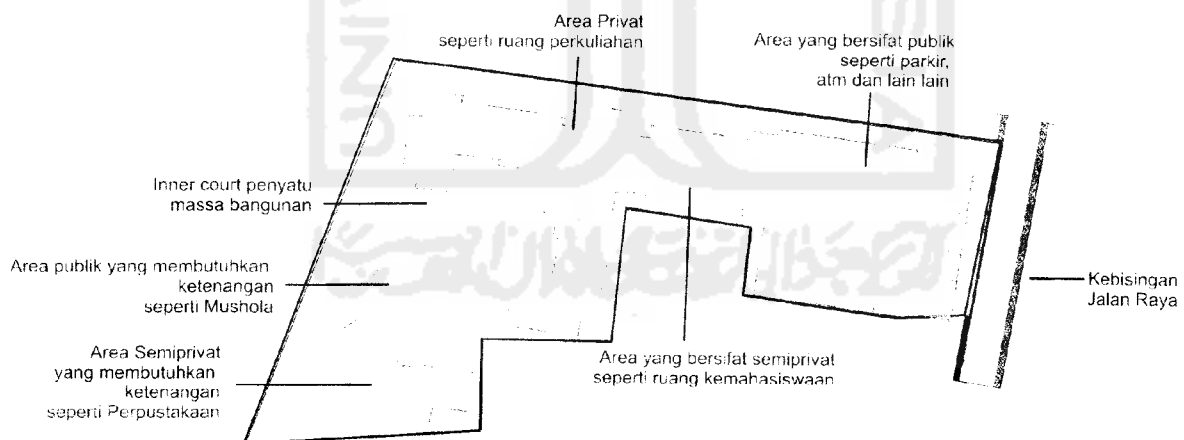 Area Privat
seperti ruang perkuliahan
Area yang bersifat publik
seperti parkir,
atm dan lain lain
Inner court penyatu
massa bangunan
Area publik yang membutuhkan
ketenangan
seperti Mushola
Kebisingan
Jalan Raya
Area Semiprivat
yang membutuhkan
ketenangan
seperti Perpustakaan
Area yang bersifat semiprivat
seperti ruang kemahasiswaan